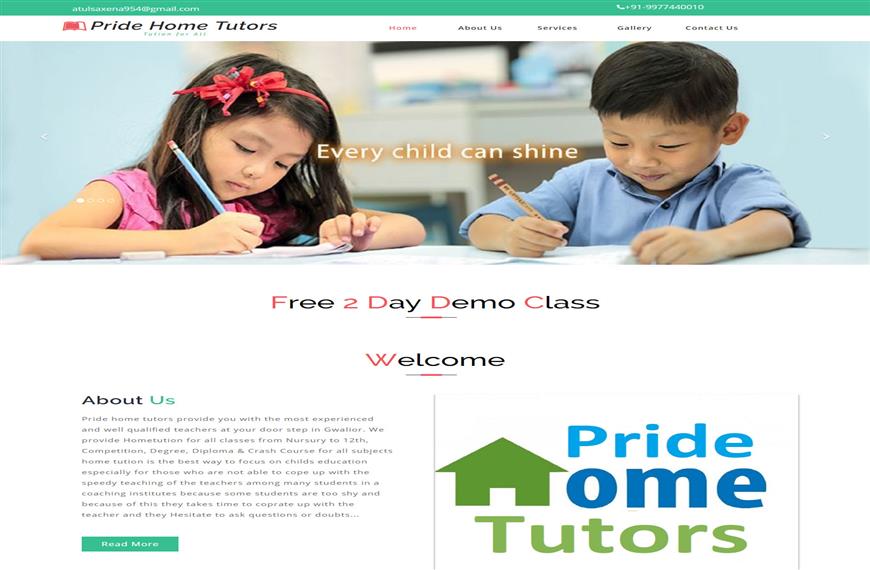 atulsaxena954@gmail.com
+91-9977440010
Pride Home Tutors
Tution for All
Home About Us Services Gallery Contact Us
Every child can shine
Free 2 Day Demo Class
Welcome
About Us
Pride home tutors provide you with the most experienced
and well qualified teachers at your door step in Gwalior. We
provide Hometution for all classes from Nursury to 12th,
Competition, Degree, Diploma & Crash Course for all subjects
home tution is the best way to focus on childs education
especially for those who are not able to cope up with the
speedy teaching of the teachers among many students in a
coaching institutes because some students are too shy and
because of this they takes time to coprate up with the
teacher and they Hesitate to ask questions or doubts...
Read More
Pride
Home
Tutors